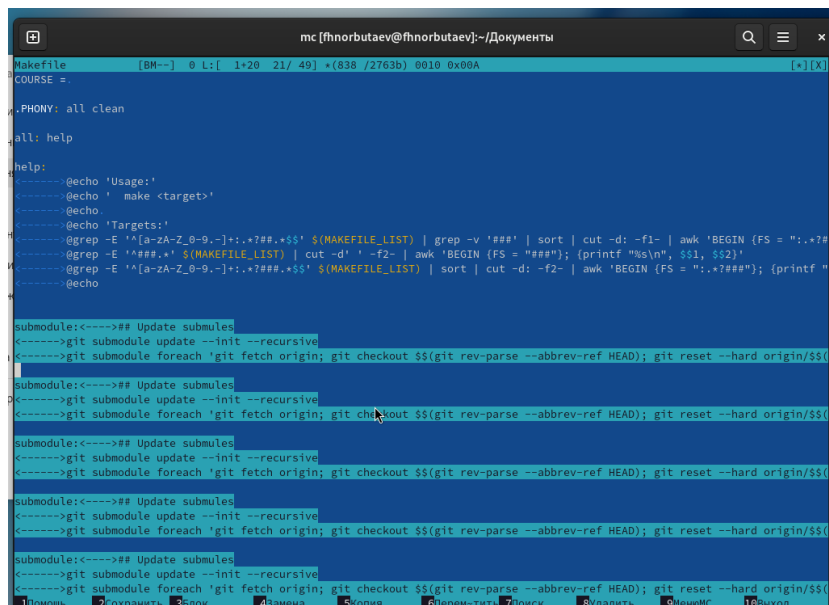 mc [fhnorbutaev@fhnorbutaev]:~/Документы
Makefile [BM--] 0 L:[ 1+20 21/ 49] *(838 /2763b) 0010 0x00A [*][X]
COURSE =.
.PHONY: all clean
all: help
help:
<------>@echo 'Usage:'
<------>@echo '  make <target>'
<------>@echo.
<------>@echo 'Targets:'
<------>@grep -E '^[a-zA-Z_0-9.-]+:.*?##.*$$' $(MAKEFILE_LIST) | grep -v '###' | sort | cut -d: -f1- | awk 'BEGIN {FS = ":.*?#
<------>@grep -E '^###.*' $(MAKEFILE_LIST) | cut -d' ' -f2- | awk 'BEGIN {FS = "###"}; {printf "%s\n", $$1, $$2}'
<------>@grep -E '^[a-zA-Z_0-9.-]+:.*?###.*$$' $(MAKEFILE_LIST) | sort | cut -d: -f2- | awk 'BEGIN {FS = ":.*?###"}; {printf "
<------>@echo
submodule:<---->## Update submules
<------>git submodule update --init --recursive
<------>git submodule foreach 'git fetch origin; git checkout $$(git rev-parse --abbrev-ref HEAD); git reset --hard origin/$$(
submodule:<---->## Update submules
<------>git submodule update --init --recursive
<------>git submodule foreach 'git fetch origin; git checkout $$(git rev-parse --abbrev-ref HEAD); git reset --hard origin/$$(
submodule:<---->## Update submules
<------>git submodule update --init --recursive
<------>git submodule foreach 'git fetch origin; git checkout $$(git rev-parse --abbrev-ref HEAD); git reset --hard origin/$$(
submodule:<---->## Update submules
<------>git submodule update --init --recursive
<------>git submodule foreach 'git fetch origin; git checkout $$(git rev-parse --abbrev-ref HEAD); git reset --hard origin/$$(
submodule:<---->## Update submules
<------>git submodule update --init --recursive
<------>git submodule foreach 'git fetch origin; git checkout $$(git rev-parse --abbrev-ref HEAD); git reset --hard origin/$$(
1Помощь 2Сохранить 3Блок 4Замена 5Копия 6Перем-тить 7Поиск 8Удалить 9МенюMC 10Выход